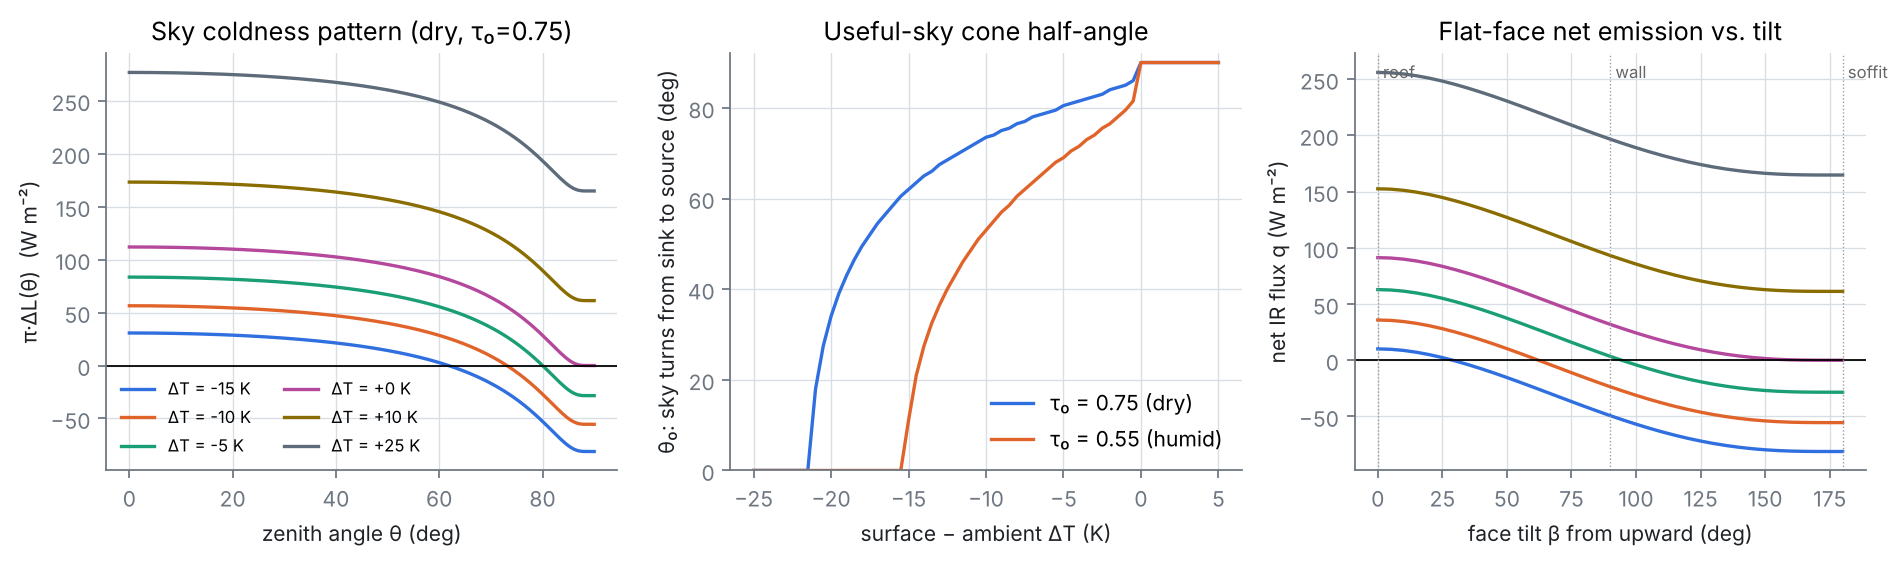 Sky coldness pattern (dry, τₒ=0.75)
π·ΔL(θ) (W m⁻²)
250
200
150
100
50
0
−50
ΔT = -15 K
ΔT = -10 K
ΔT = -5 K
ΔT = +0 K
ΔT = +10 K
ΔT = +25 K
0 20 40 60 80
zenith angle θ (deg)
Useful-sky cone half-angle
θₒ: sky turns from sink to source (deg)
80
60
40
20
0
τₒ = 0.75 (dry)
τₒ = 0.55 (humid)
−25 −20 −15 −10 −5 0 5
surface − ambient ΔT (K)
Flat-face net emission vs. tilt
net IR flux q (W m⁻²)
250
200
150
100
50
0
−50
roof
wall
soffit
0 25 50 75 100 125 150 175
face tilt β from upward (deg)